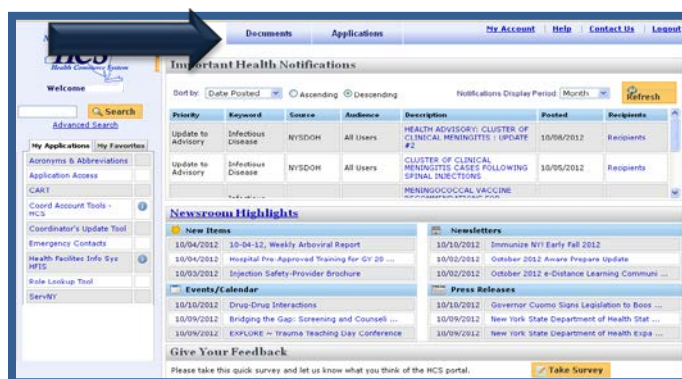 Documents Applications My Account Help Contact Us Logout
HCS
Health Commerce System
Welcome
Search
Advanced Search
My Applications My Favorites
Acronyms & Abbreviations
Application Access
CART
Coord Account Tools - HCS
Coordinator's Update Tool
Emergency Contacts
Health Facilites Info Sys HFIS
Role Lookup Tool
ServNY
Important Health Notifications
Sort by: Date Posted Ascending Descending Notifications Display Period: Month Refresh
Priority Keyword Source Audience Description Posted Recipients
Update to Advisory Infectious Disease NYSDOH All Users HEALTH ADVISORY: CLUSTER OF CLINICAL MENINGITIS : UPDATE #2 10/08/2012 Recipients
Update to Advisory Infectious Disease NYSDOH All Users CLUSTER OF CLINICAL MENINGITIS CASES FOLLOWING SPINAL INJECTIONS 10/05/2012 Recipients
MENINGOCOCCAL VACCINE
Newsroom Highlights
New Items
10/04/2012 10-04-12, Weekly Arboviral Report
10/04/2012 Hospital Pre-Approved Training for GY 20 ...
10/03/2012 Injection Safety-Provider Brochure
Newsletters
10/10/2012 Immunize NY! Early Fall 2012
10/02/2012 October 2012 Aware Prepare Update
10/02/2012 October 2012 e-Distance Learning Communi ...
Events/Calendar
10/10/2012 Drug-Drug Interactions
10/09/2012 Bridging the Gap: Screening and Counseli ...
10/09/2012 EXPLORE ~ Trauma Teaching Day Conference
Press Releases
10/10/2012 Governor Cuomo Signs Legislation to Boos ...
10/09/2012 New York State Department of Health Stat ...
10/09/2012 New York State Department of Health Expa ...
Give Your Feedback
Please take this quick survey and let us know what you think of the HCS portal. Take Survey